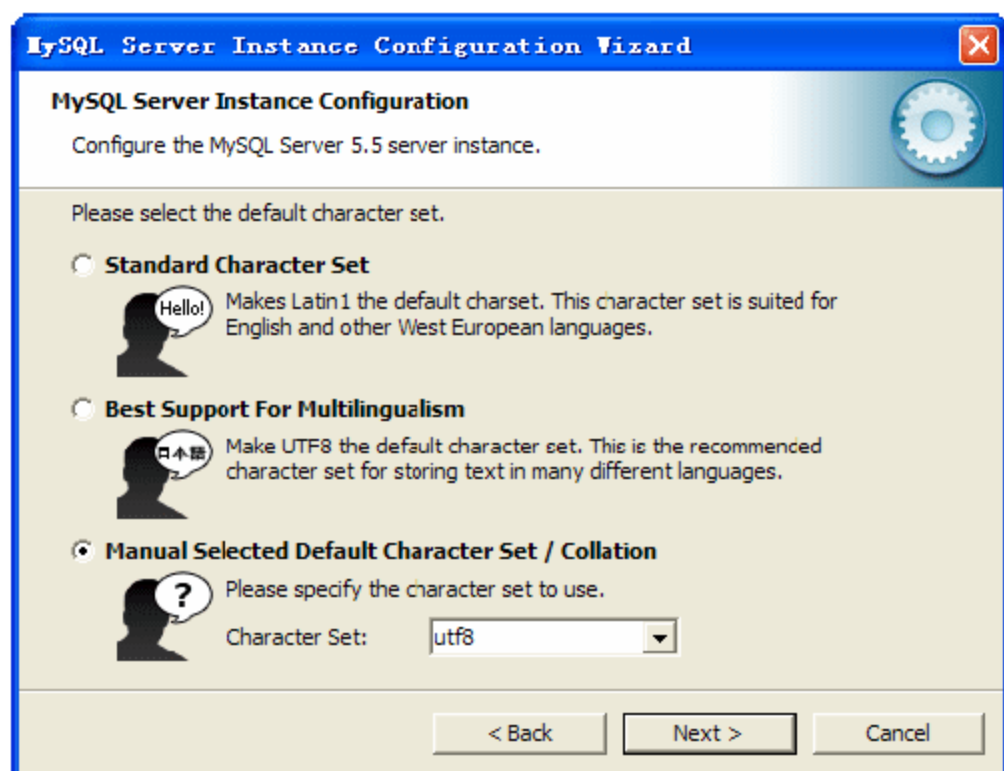 MySQL Server Instance Configuration Wizard
MySQL Server Instance Configuration
Configure the MySQL Server 5.5 server instance.
Please select the default character set.
Standard Character Set
Hello!
Makes Latin1 the default charset. This character set is suited for
English and other West European languages.
Best Support For Multilingualism
日本語
Make UTF8 the default character set. This is the recommended
character set for storing text in many different languages.
Manual Selected Default Character Set / Collation
?
Please specify the character set to use.
Character Set: utf8
< Back Next > Cancel